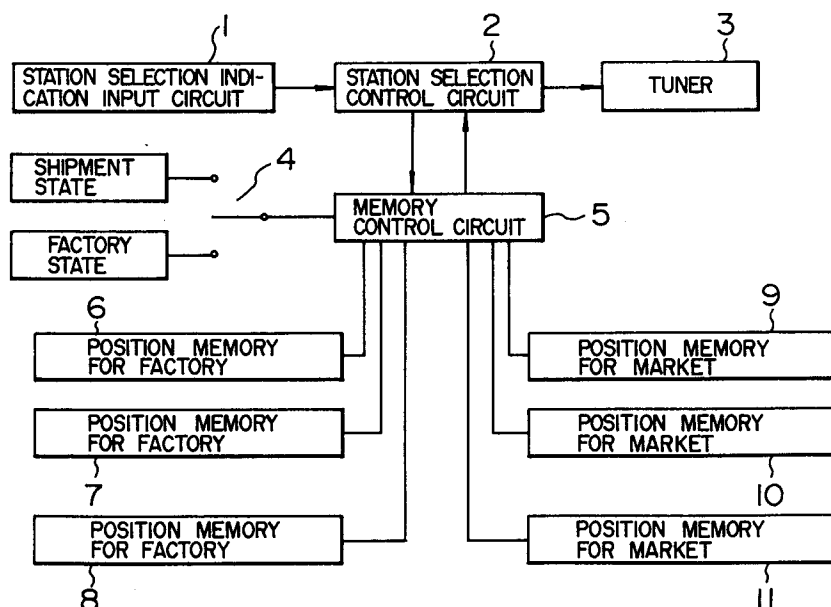 1
2
3
STATION SELECTION INDI-
CATION INPUT CIRCUIT
STATION SELECTION
CONTROL CIRCUIT
TUNER
SHIPMENT
STATE
4
MEMORY
CONTROL CIRCUIT
5
FACTORY
STATE
6
POSITION MEMORY
FOR FACTORY
9
POSITION MEMORY
FOR MARKET
POSITION MEMORY
FOR FACTORY
7
POSITION MEMORY
FOR MARKET
10
POSITION MEMORY
FOR FACTORY
8
POSITION MEMORY
FOR MARKET
11